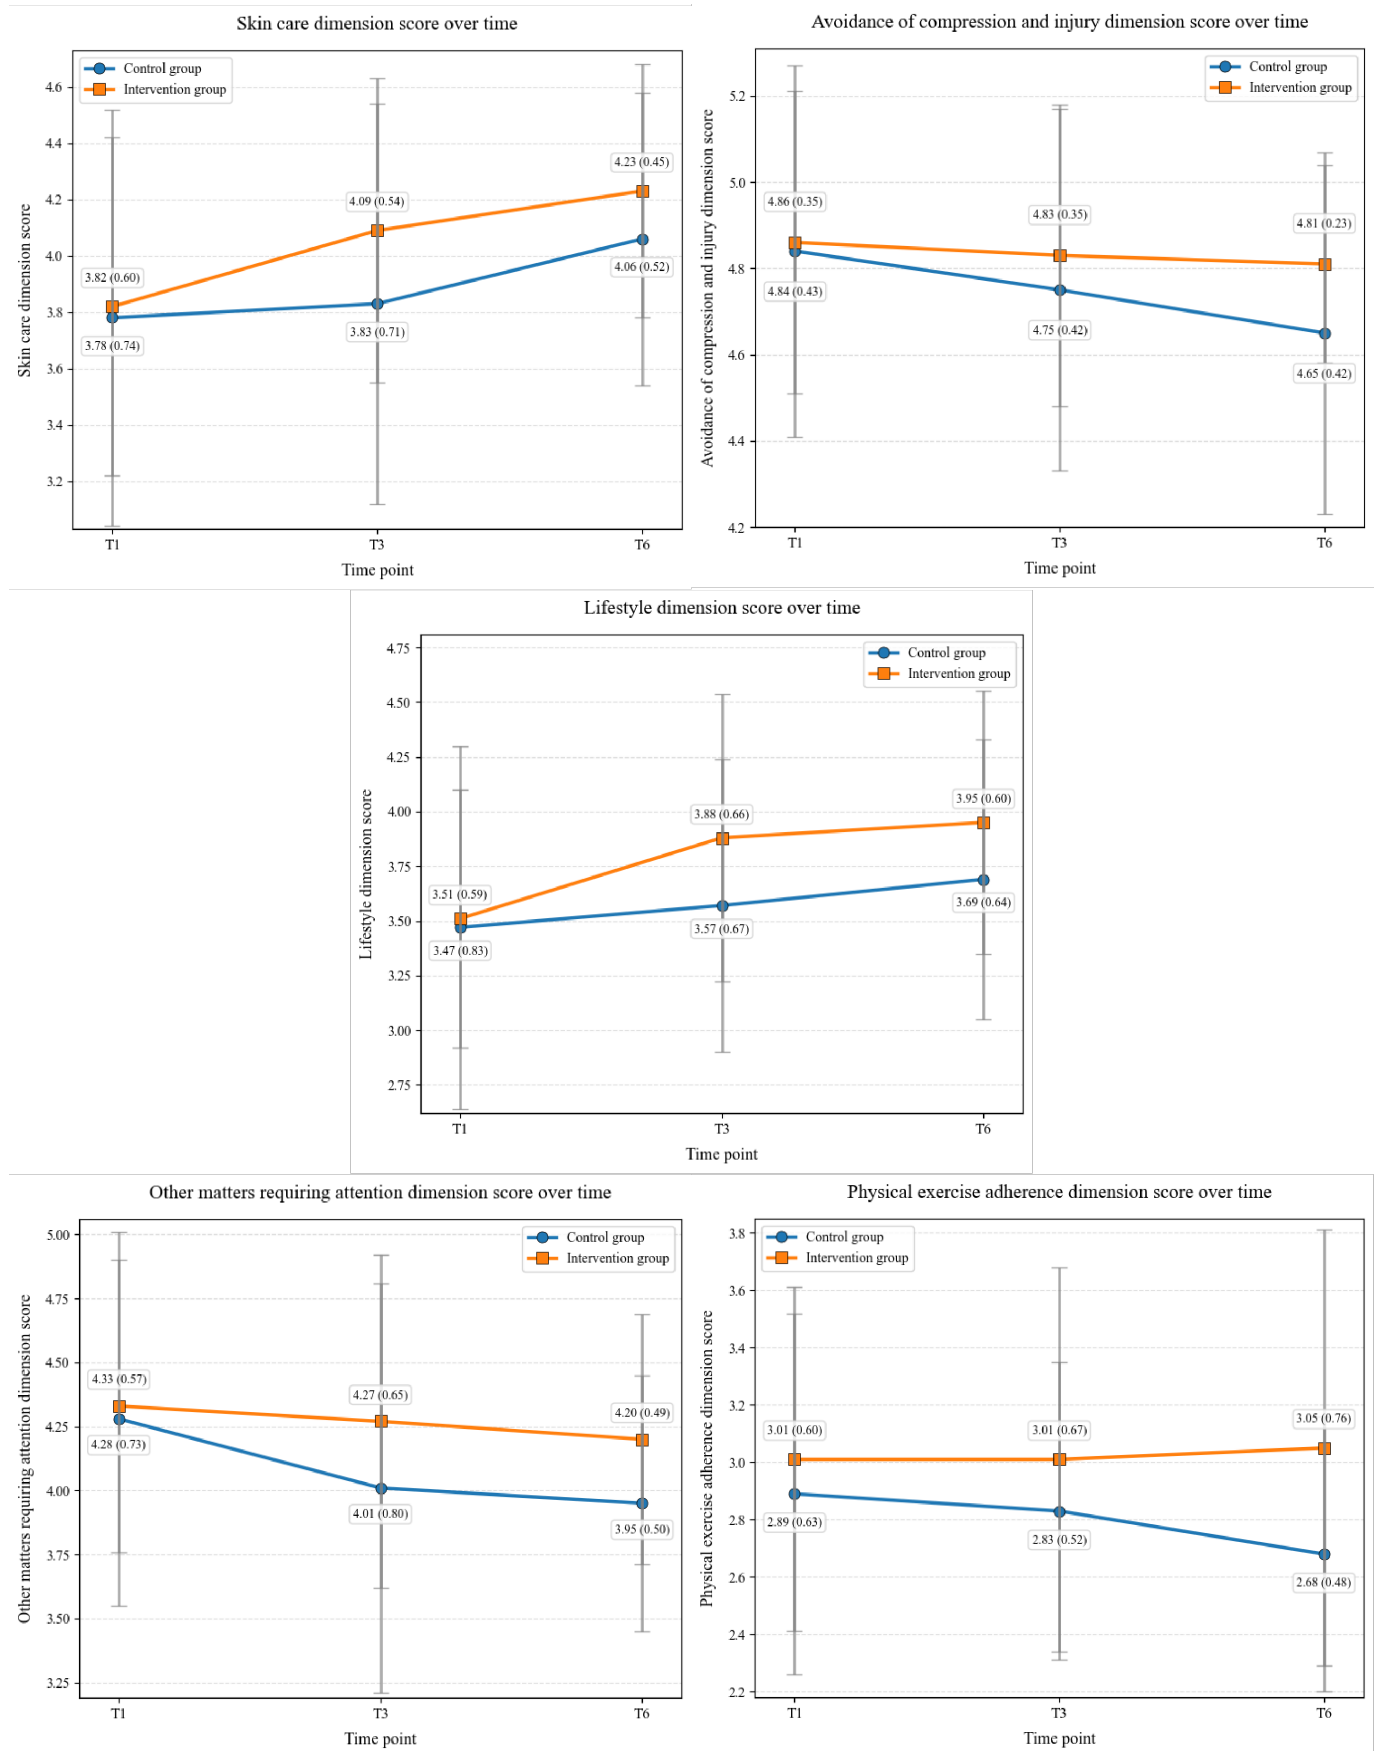 Skin care dimension score over time
Control group
Intervention group
Skin care dimension score
4.6
4.4
4.2
4.0
3.8
3.6
3.4
3.2
3.82 (0.60)
3.78 (0.74)
4.09 (0.54)
3.83 (0.71)
4.23 (0.45)
4.06 (0.52)
T1
T3
T6
Time point
Avoidance of compression and injury dimension score over time
Control group
Intervention group
Avoidance of compression and injury dimension score
5.2
5.0
4.8
4.6
4.4
4.2
4.86 (0.35)
4.84 (0.43)
4.83 (0.35)
4.75 (0.42)
4.81 (0.23)
4.65 (0.42)
T1
T3
T6
Time point
Lifestyle dimension score over time
Control group
Intervention group
Lifestyle dimension score
4.75
4.50
4.25
4.00
3.75
3.50
3.25
3.00
2.75
3.51 (0.59)
3.47 (0.83)
3.88 (0.66)
3.57 (0.67)
3.95 (0.60)
3.69 (0.64)
T1
T3
T6
Time point
Other matters requiring attention dimension score over time
Control group
Intervention group
Other matters requiring attention dimension score
5.00
4.75
4.50
4.25
4.00
3.75
3.50
3.25
4.33 (0.57)
4.28 (0.73)
4.27 (0.65)
4.01 (0.80)
4.20 (0.49)
3.95 (0.50)
T1
T3
T6
Time point
Physical exercise adherence dimension score over time
Control group
Intervention group
Physical exercise adherence dimension score
3.8
3.6
3.4
3.2
3.0
2.8
2.6
2.4
2.2
3.01 (0.60)
2.89 (0.63)
3.01 (0.67)
2.83 (0.52)
3.05 (0.76)
2.68 (0.48)
T1
T3
T6
Time point